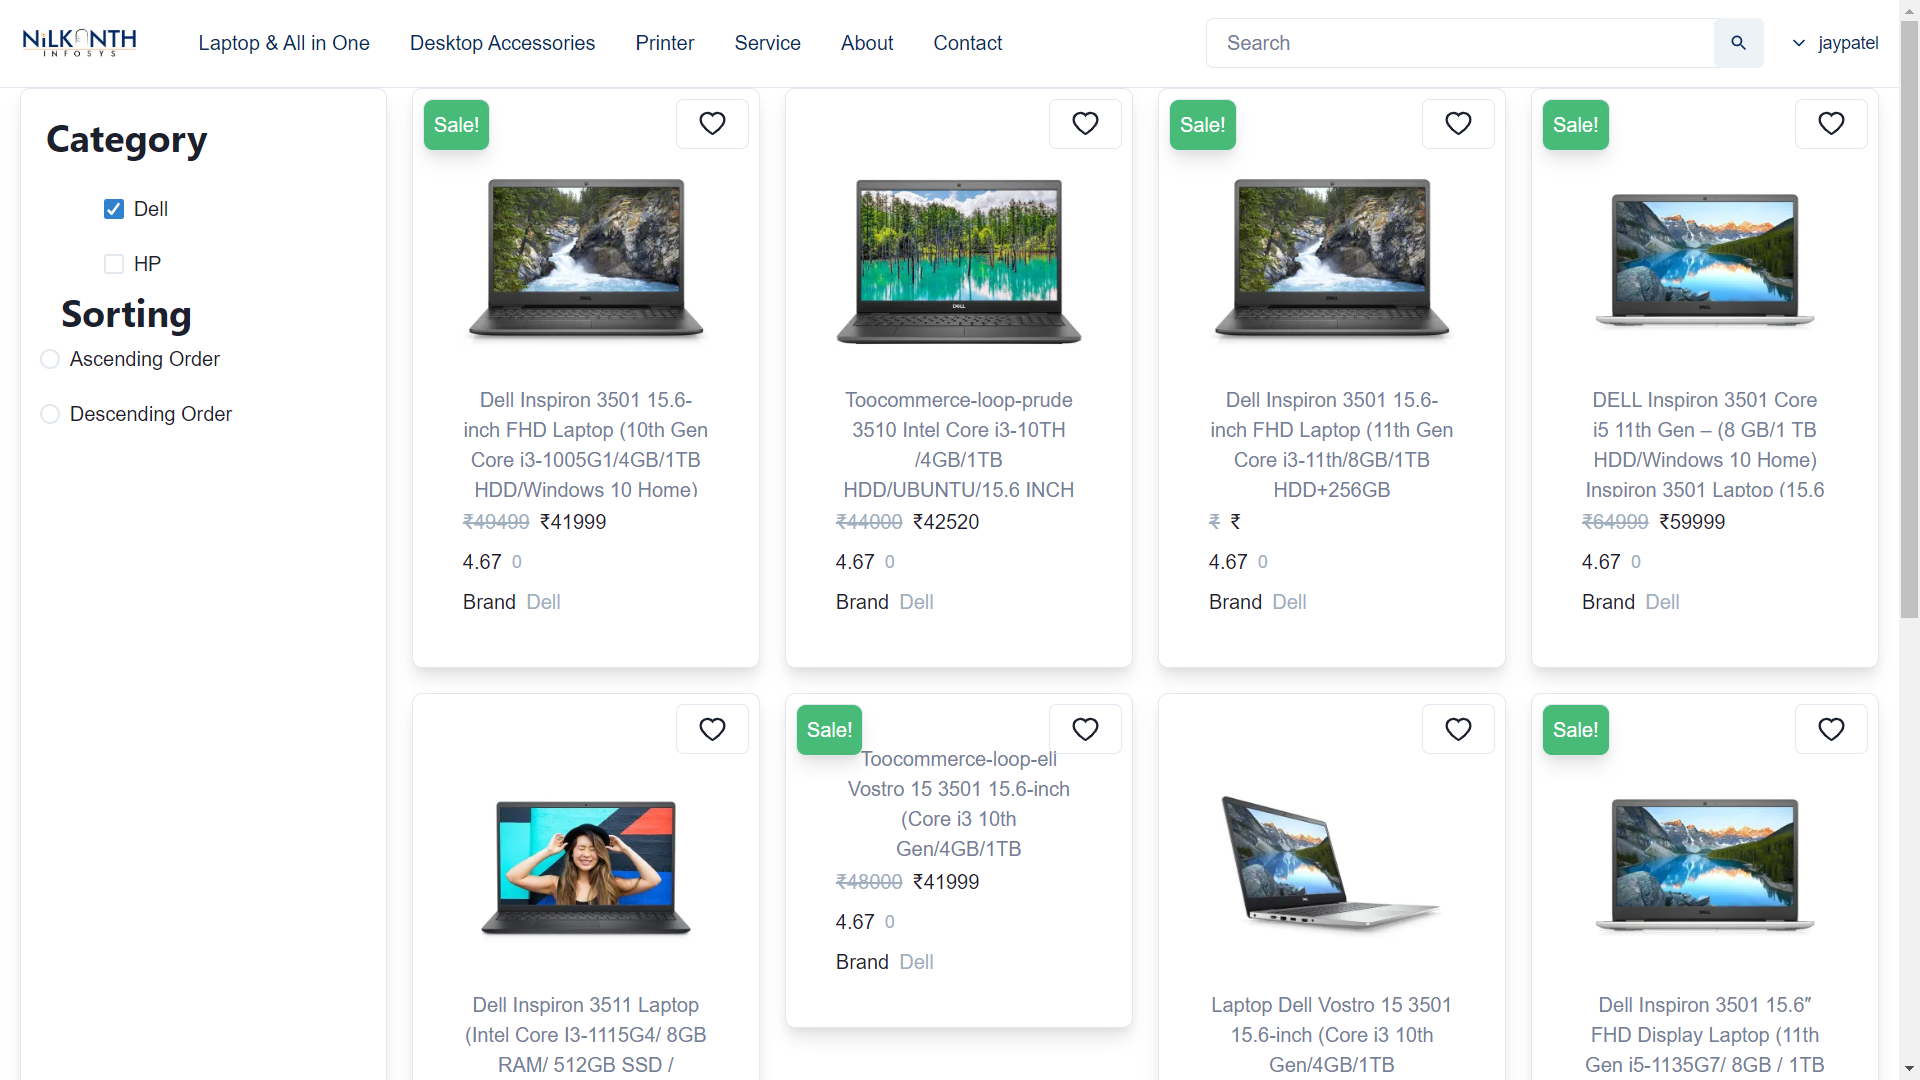 NiLKANTH
INFOSYS
Laptop & All in One
Desktop Accessories
Printer
Service
About
Contact
Search
jaypatel
Category
Dell
HP
Sorting
Ascending Order
Descending Order
Sale!
Dell Inspiron 3501 15.6-
inch FHD Laptop (10th Gen
Core i3-1005G1/4GB/1TB
HDD/Windows 10 Home)
₹49499 ₹41999
4.67 0
Brand Dell
Toocommerce-loop-prude
3510 Intel Core i3-10TH
/4GB/1TB
HDD/UBUNTU/15.6 INCH
₹44000 ₹42520
4.67 0
Brand Dell
Sale!
Dell Inspiron 3501 15.6-
inch FHD Laptop (11th Gen
Core i3-11th/8GB/1TB
HDD+256GB
₹ ₹
4.67 0
Brand Dell
Sale!
DELL Inspiron 3501 Core
i5 11th Gen – (8 GB/1 TB
HDD/Windows 10 Home)
Inspiron 3501 Laptop (15.6
₹64999 ₹59999
4.67 0
Brand Dell
Dell Inspiron 3511 Laptop
(Intel Core I3-1115G4/ 8GB
RAM/ 512GB SSD /
Sale!
Toocommerce-loop-eli
Vostro 15 3501 15.6-inch
(Core i3 10th
Gen/4GB/1TB
₹48000 ₹41999
4.67 0
Brand Dell
Laptop Dell Vostro 15 3501
15.6-inch (Core i3 10th
Gen/4GB/1TB
Sale!
Dell Inspiron 3501 15.6″
FHD Display Laptop (11th
Gen i5-1135G7/ 8GB / 1TB